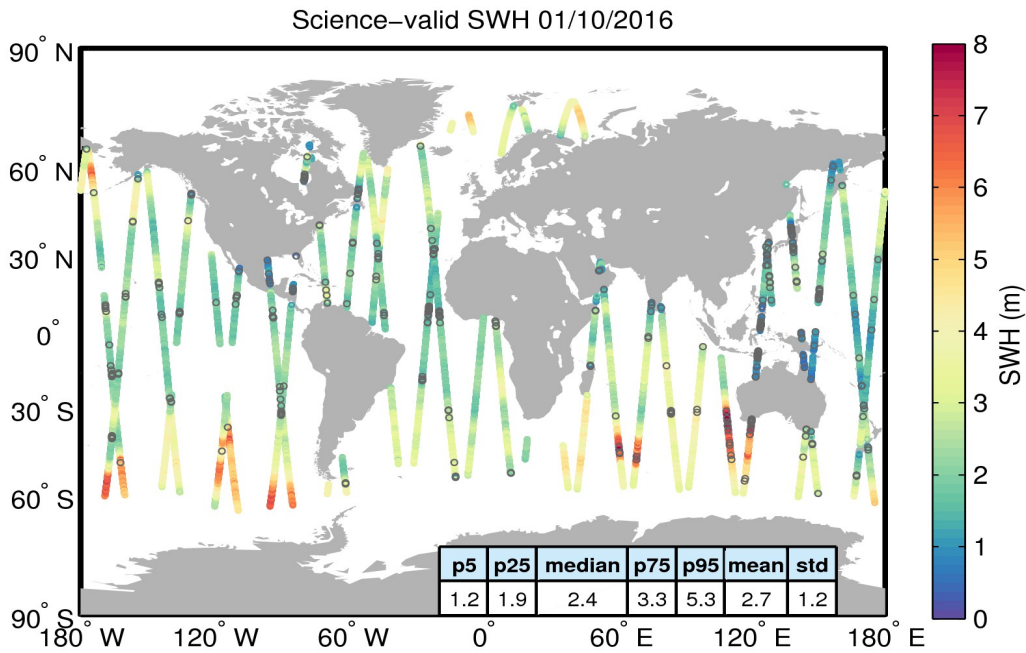 Science−valid SWH 01/10/2016
90° N
60° N
30° N
0°
30° S
60° S
90° S
180° W
120° W
60° W
0°
60° E
120° E
180° E
p5 p25 median p75 p95 mean std
1.2 1.9 2.4 3.3 5.3 2.7 1.2
8
7
6
5
4
3
2
1
0
SWH (m)